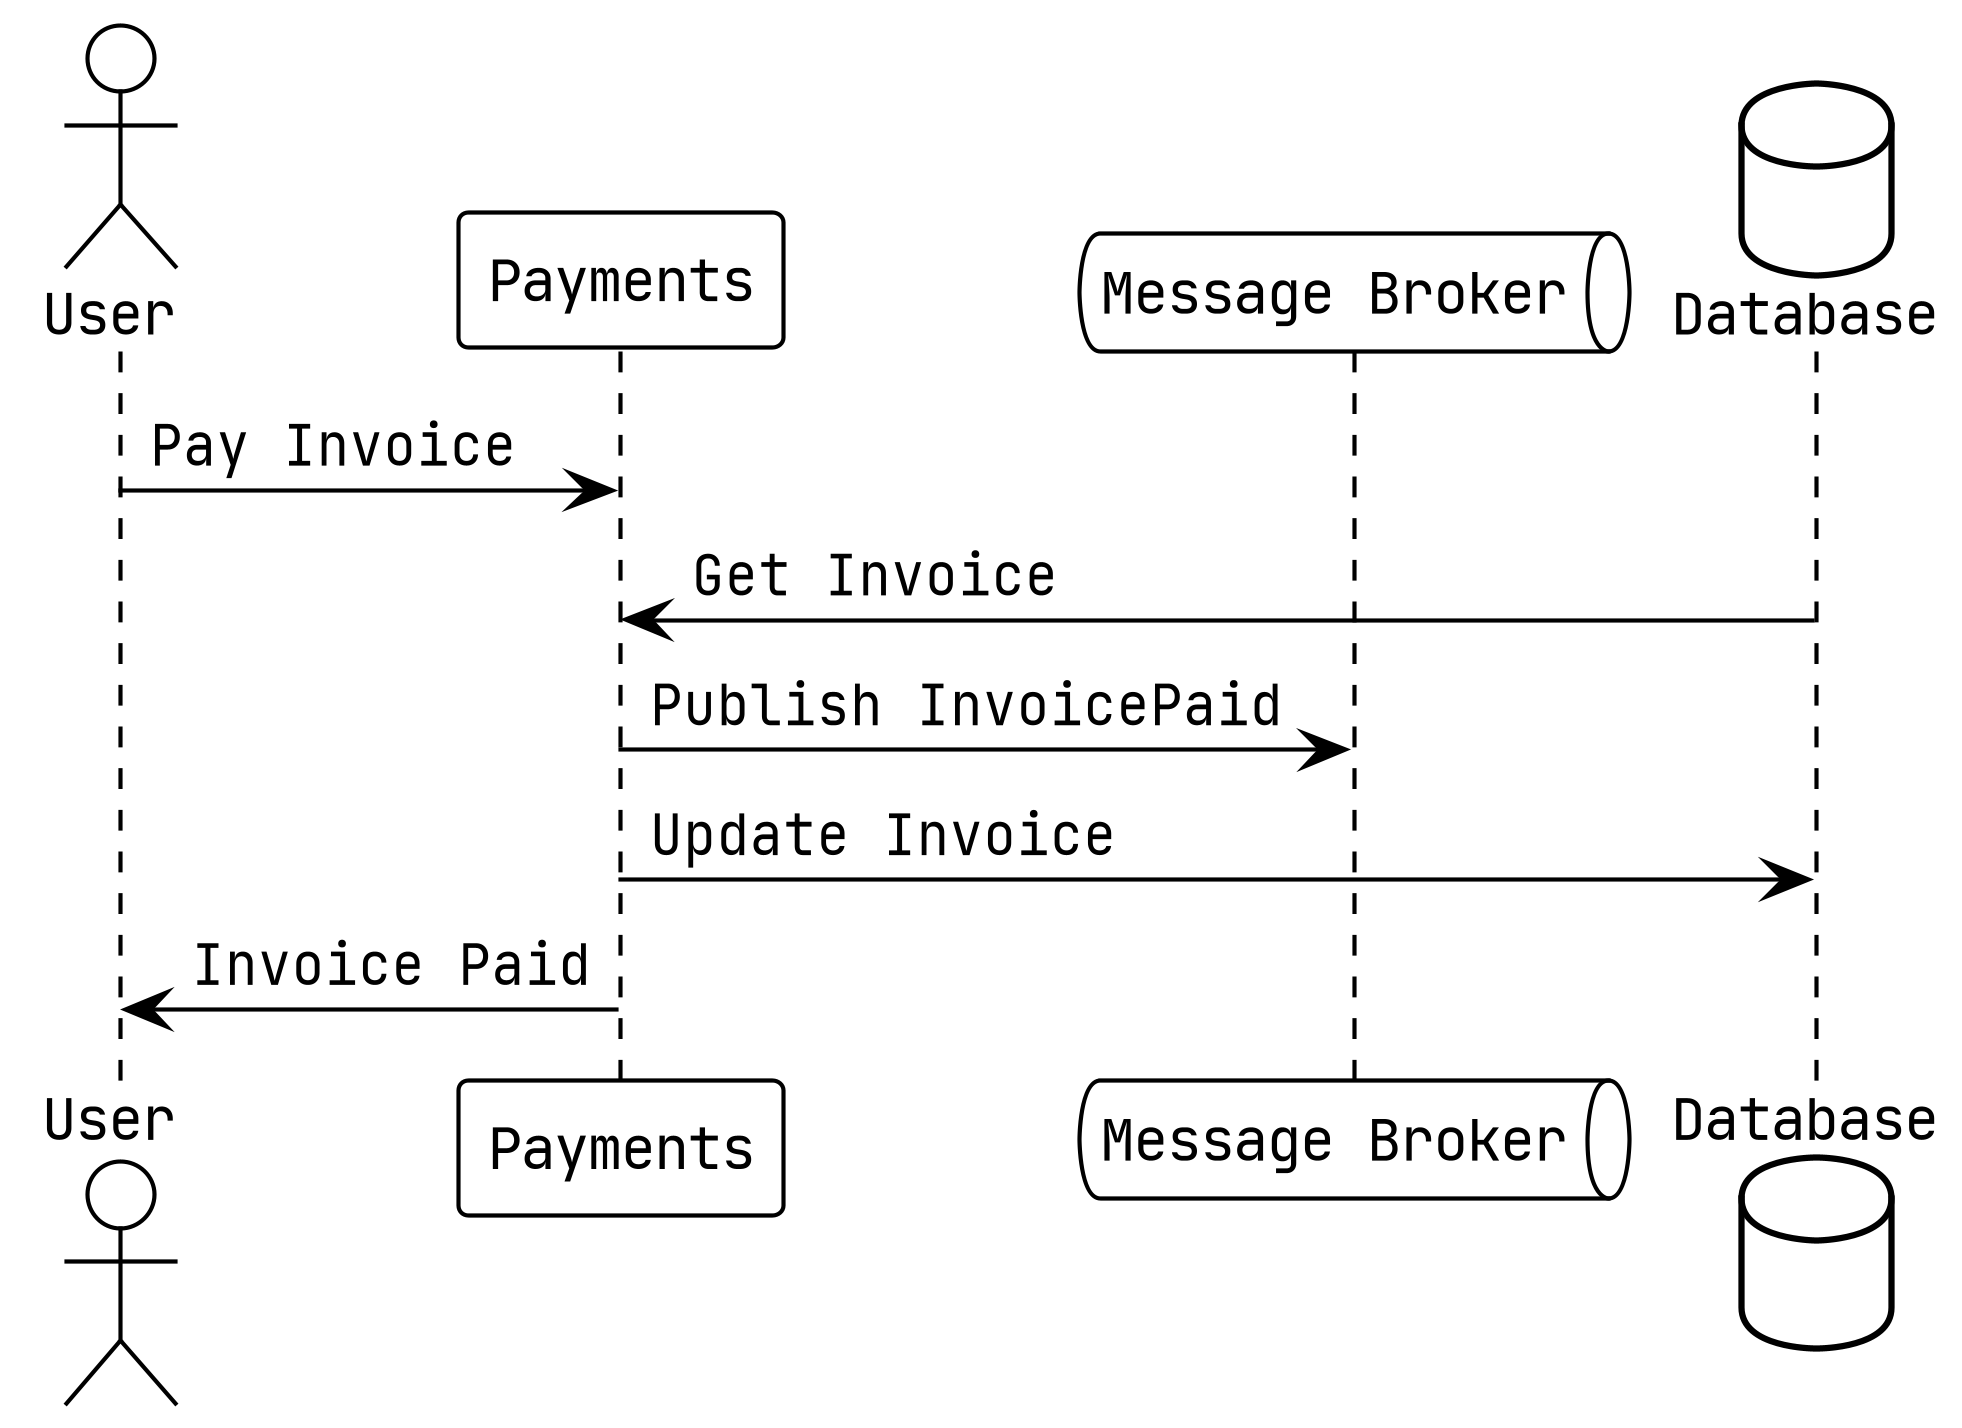 User
Payments
Message Broker
Database
Pay Invoice
Get Invoice
Publish InvoicePaid
Update Invoice
Invoice Paid
User
Payments
Message Broker
Database